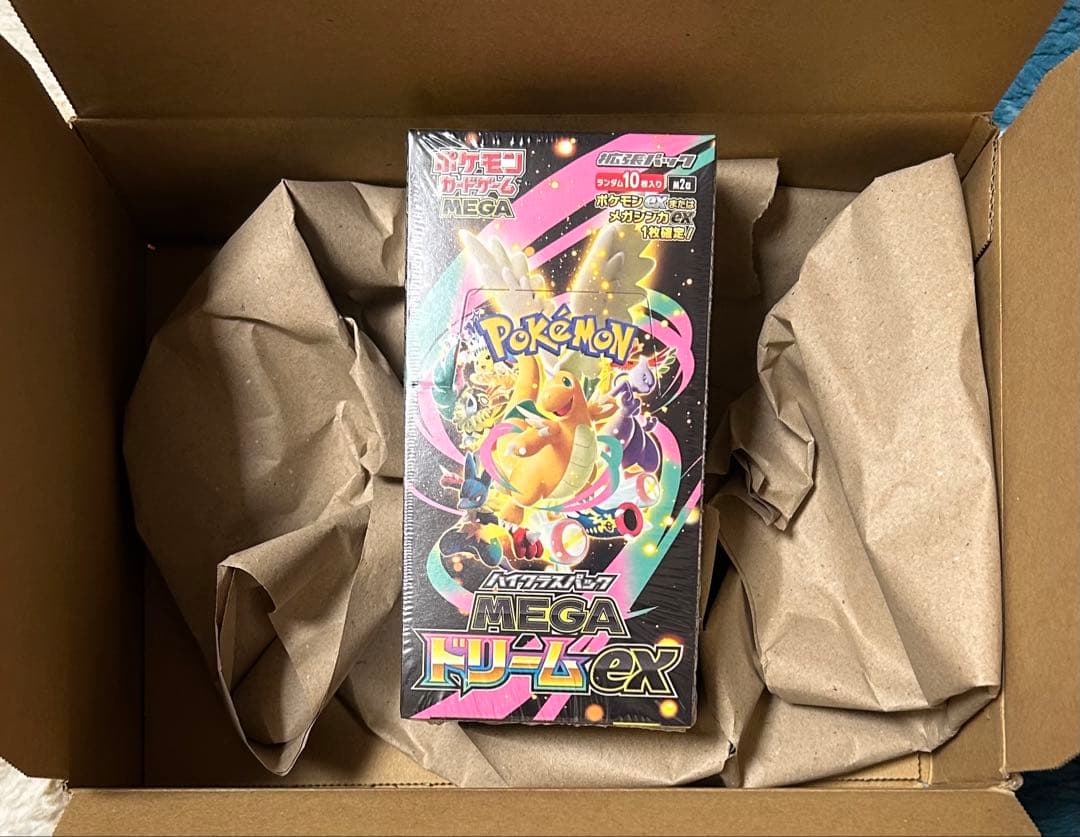 ポケモン
カードゲーム
MEGA
拡張パック
ランダム10枚入り
ポケモンexまたは
メガシンカex
1枚確定!
POKéMON
ハイクラスパック
MEGA
ドリームex